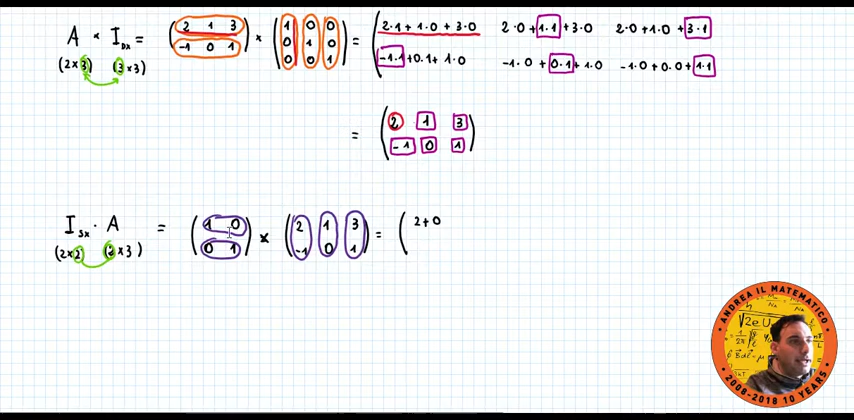 A × I_DX = ( 2 1 3 ) × ( 1 0 0 ) = ( 2·1 + 1·0 + 3·0 2·0 + 1·1 + 3·0 2·0 + 1·0 + 3·1
( -1 0 1 ) ( 0 1 0 ) ( -1·1 + 0·1 + 1·0 -1·0 + 0·1 + 1·0 -1·0 + 0·0 + 1·1
( 0 0 1 )
(2×3) (3×3)
= ( 2 1 3 )
( -1 0 1 )
I_SX · A = ( 1 0 ) × ( 2 1 3 ) = ( 2+0
( 0 1 ) ( -1 0 1 )
(2×2) (2×3)
ANDREA IL MATEMATICO
2008-2018 10 YEARS